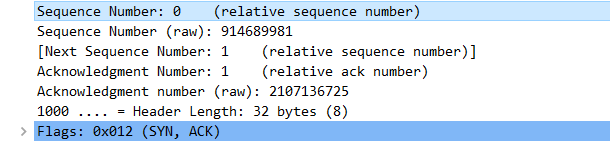 Sequence Number: 0    (relative sequence number)
Sequence Number (raw): 914689981
[Next Sequence Number: 1    (relative sequence number)]
Acknowledgment Number: 1    (relative ack number)
Acknowledgment number (raw): 2107136725
1000 .... = Header Length: 32 bytes (8)
Flags: 0x012 (SYN, ACK)